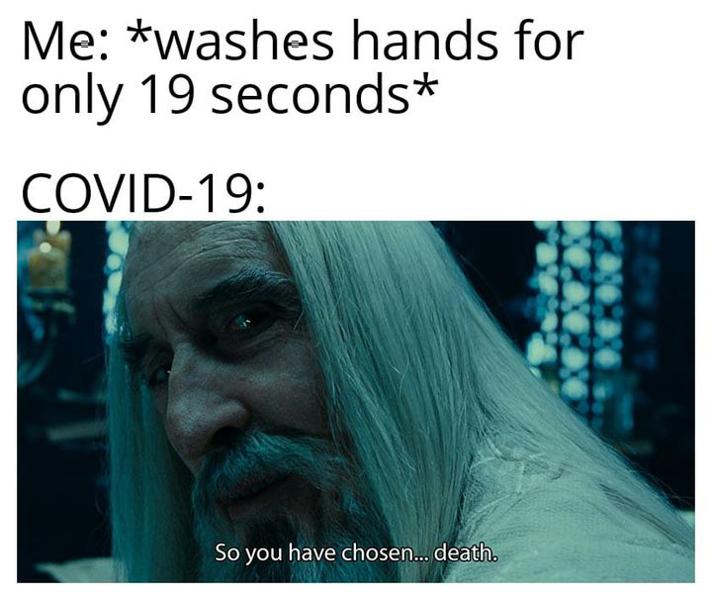 Me: *washes hands for
only 19 seconds*
COVID-19:
So you have chosen... death.